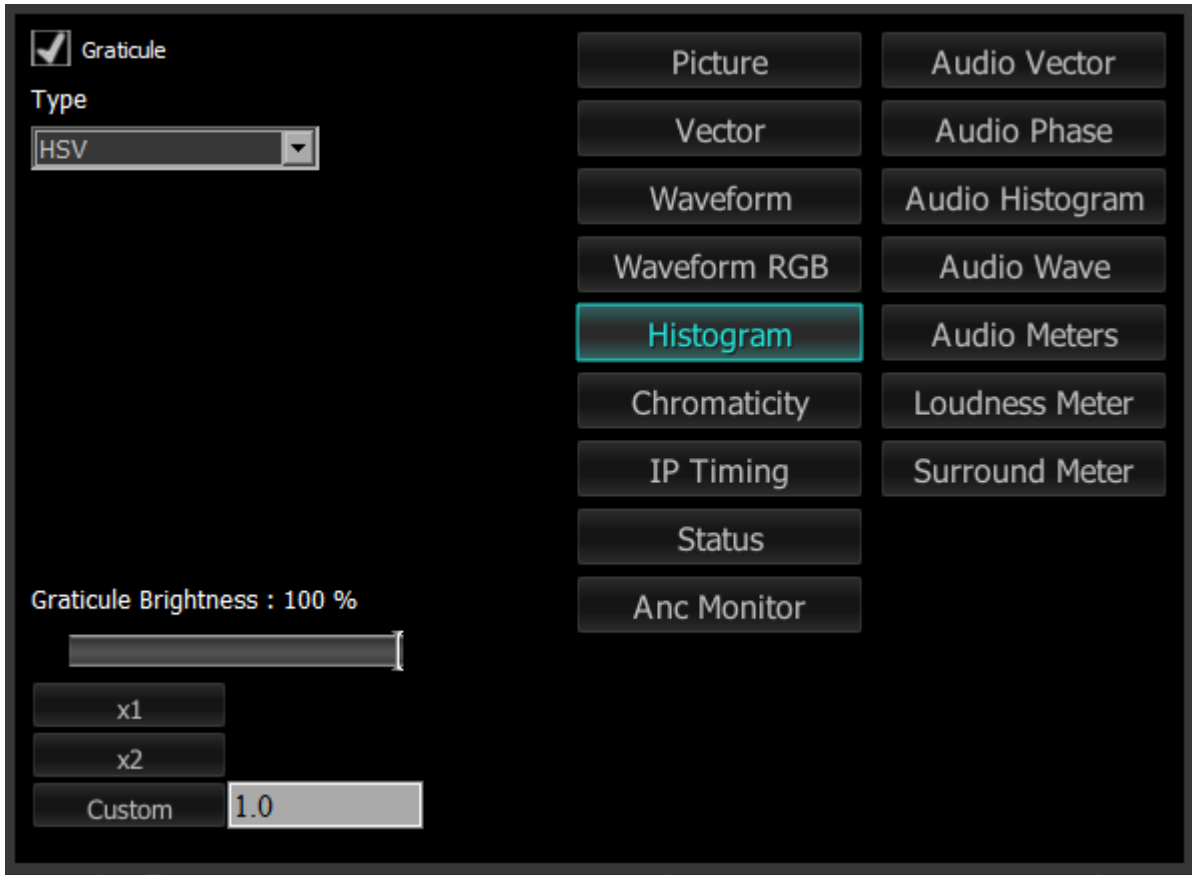 Graticule
Type
HSV
Graticule Brightness : 100 %
x1
x2
Custom
1.0
Picture
Vector
Waveform
Waveform RGB
Histogram
Chromaticity
IP Timing
Status
Anc Monitor
Audio Vector
Audio Phase
Audio Histogram
Audio Wave
Audio Meters
Loudness Meter
Surround Meter